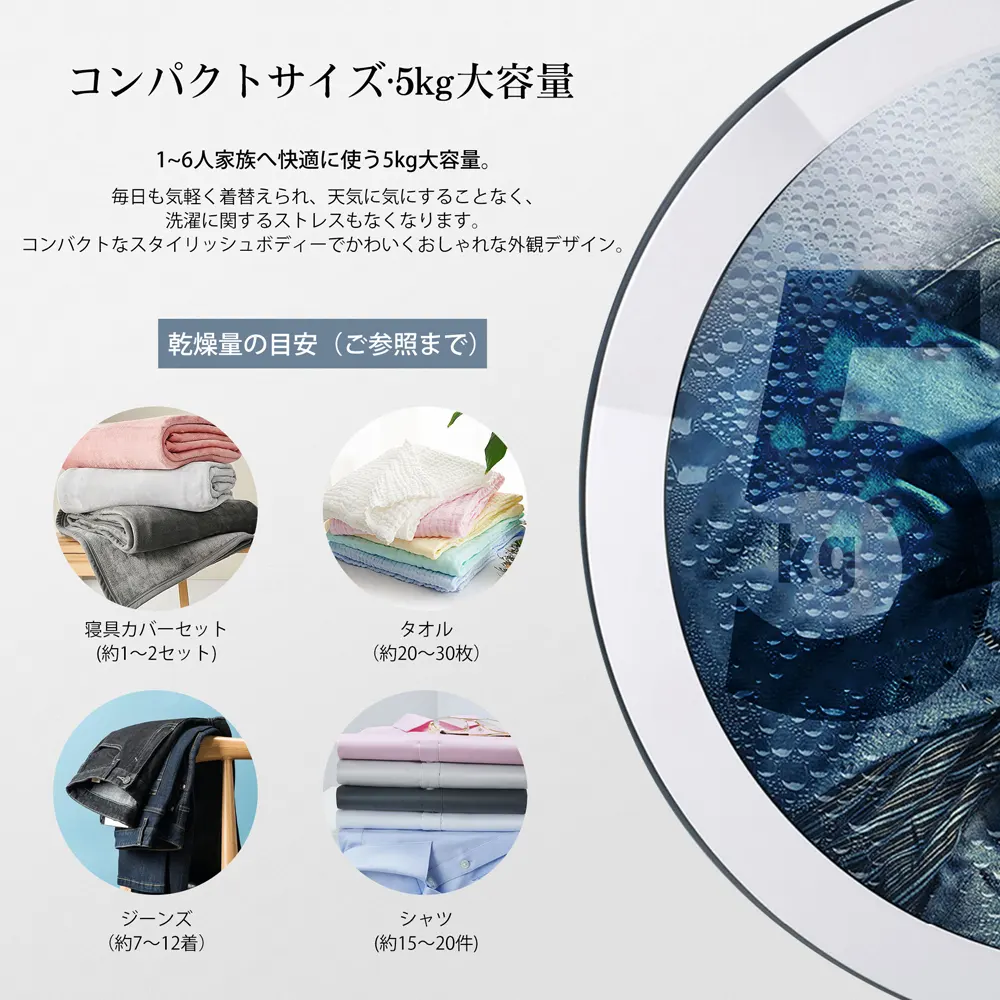 コンパクトサイズ·5kg大容量
1~6人家族へ快適に使う5kg大容量。
毎日も気軽く着替えられ、天気に気にすることなく、
洗濯に関するストレスもなくなります。
コンパクトなスタイリッシュボディーでかわいくおしゃれな外観デザイン。
乾燥量の目安（ご参照まで）
寝具カバーセット
(約1～2セット)
タオル
（約20～30枚）
ジーンズ
（約7～12着）
シャツ
(約15～20件)
5
kg